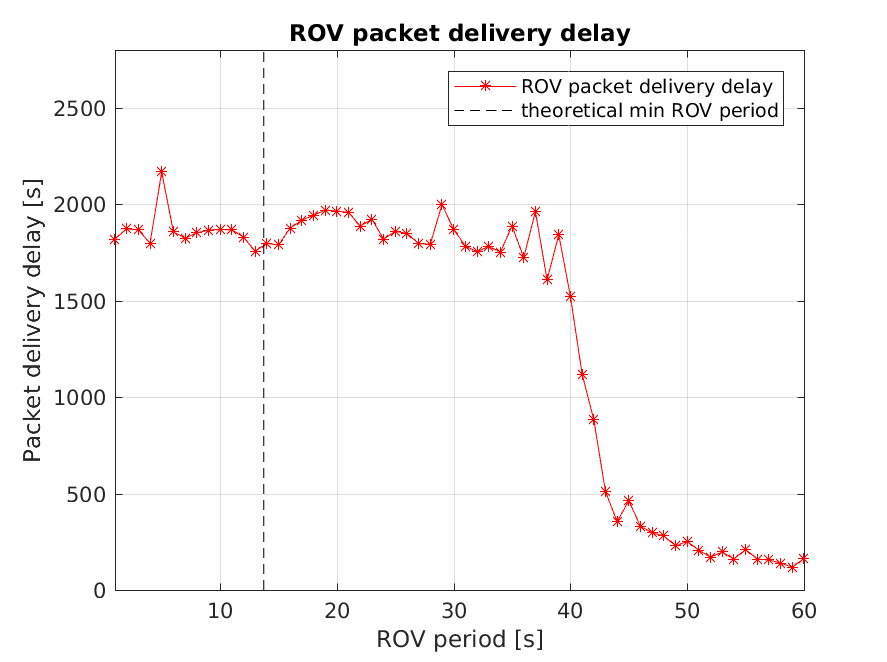 ROV packet delivery delay
ROV packet delivery delay
theoretical min ROV period
Packet delivery delay [s]
2500
2000
1500
1000
500
0
10 20 30 40 50 60
ROV period [s]